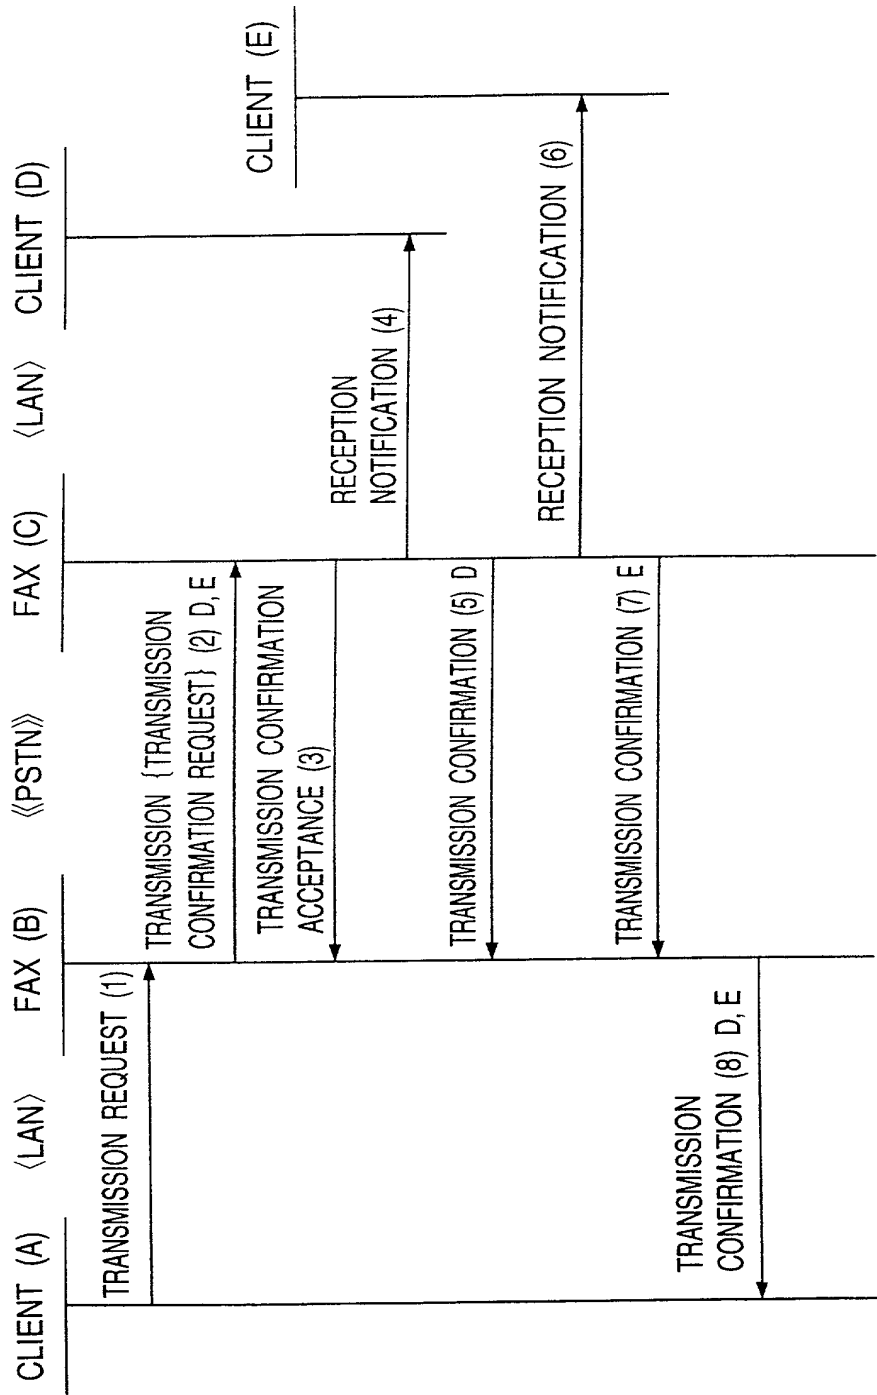 CLIENT (A) 〈LAN〉 FAX (B) 《PSTN》 FAX (C) 〈LAN〉 CLIENT (D)
CLIENT (E)
TRANSMISSION REQUEST (1)
TRANSMISSION {TRANSMISSION
CONFIRMATION REQUEST} (2) D, E
TRANSMISSION CONFIRMATION
ACCEPTANCE (3)
RECEPTION
NOTIFICATION (4)
TRANSMISSION CONFIRMATION (5) D
RECEPTION NOTIFICATION (6)
TRANSMISSION CONFIRMATION (7) E
TRANSMISSION
CONFIRMATION (8) D, E